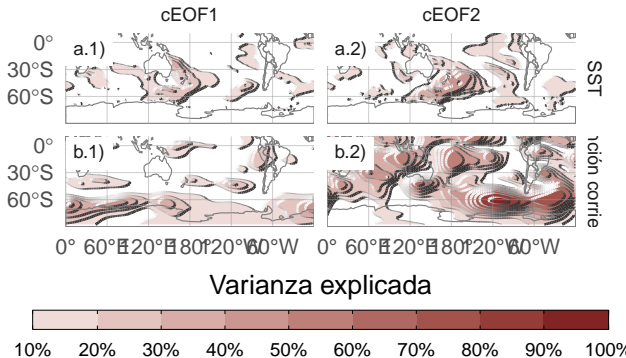 cEOF1 cEOF2
0° a.1) a.2)
30°S
60°S
SST
0° b.1) b.2)
30°S
60°S
nción corrie
0° 60°E 120°E 180° 120°W 60°W 0° 60°E 120°E 180° 120°W 60°W
Varianza explicada
10% 20% 30% 40% 50% 60% 70% 80% 90% 100%